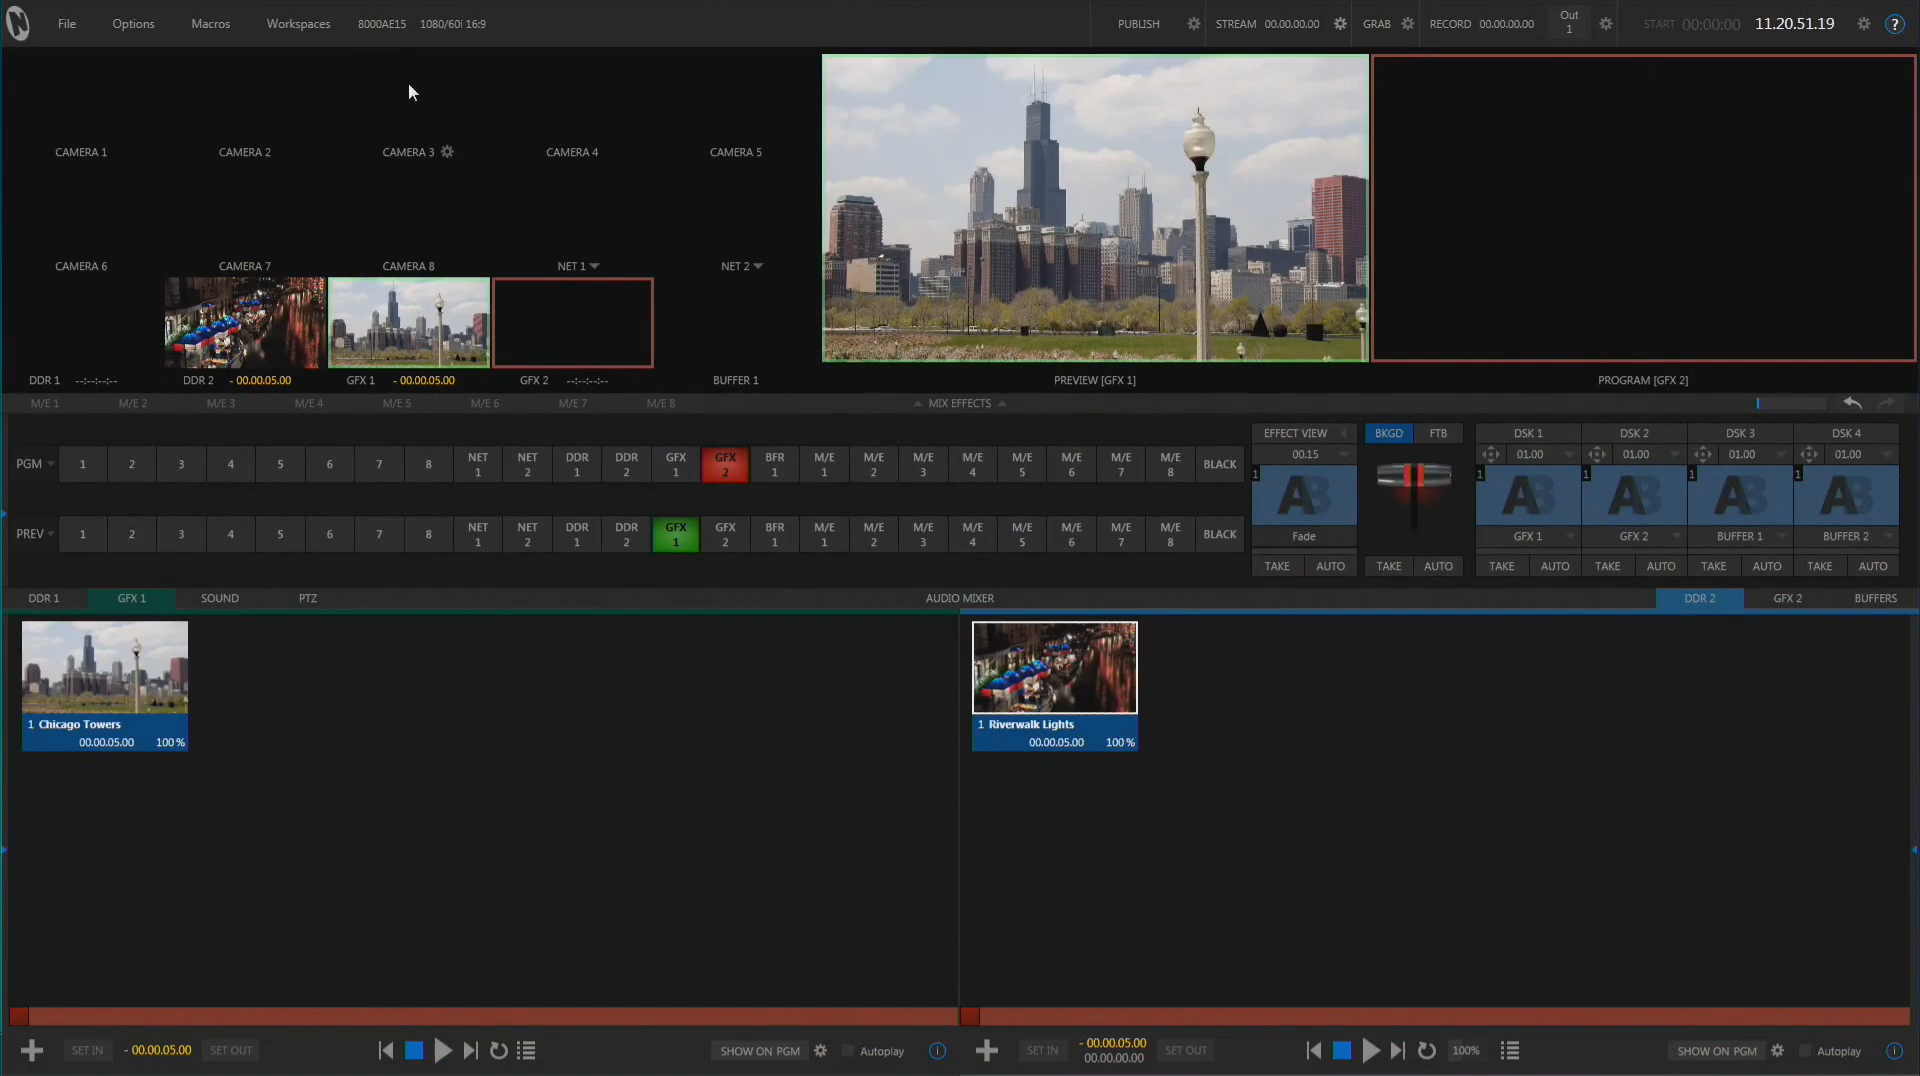 File Options Macros Workspaces 8000AE15 1080/60i 16:9 PUBLISH STREAM 00.00.00.00 GRAB RECORD 00.00.00.00 Out 1 START 00:00:00 11.20.51.19 ?
CAMERA 1 CAMERA 2 CAMERA 3 CAMERA 4 CAMERA 5
CAMERA 6 CAMERA 7 CAMERA 8 NET 1 NET 2
DDR 1 --:--:--:-- DDR 2 - 00.00.05.00 GFX 1 - 00.00.05.00 GFX 2 --:--:--:-- BUFFER 1 PREVIEW [GFX 1] PROGRAM [GFX 2]
M/E 1 M/E 2 M/E 3 M/E 4 M/E 5 M/E 6 M/E 7 M/E 8 MIX EFFECTS
EFFECT VIEW BKGD FTB DSK 1 DSK 2 DSK 3 DSK 4
00.15 01.00 01.00 01.00 01.00
PGM 1 2 3 4 5 6 7 8 NET 1 NET 2 DDR 1 DDR 2 GFX 1 GFX 2 BFR 1 M/E 1 M/E 2 M/E 3 M/E 4 M/E 5 M/E 6 M/E 7 M/E 8 BLACK
1 AB 1 AB 1 AB 1 AB 1 AB
PREV 1 2 3 4 5 6 7 8 NET 1 NET 2 DDR 1 DDR 2 GFX 1 GFX 2 BFR 1 M/E 1 M/E 2 M/E 3 M/E 4 M/E 5 M/E 6 M/E 7 M/E 8 BLACK
Fade GFX 1 GFX 2 BUFFER 1 BUFFER 2
TAKE AUTO TAKE AUTO TAKE AUTO TAKE AUTO TAKE AUTO TAKE AUTO
DDR 1 GFX 1 SOUND PTZ AUDIO MIXER DDR 2 GFX 2 BUFFERS
1 Chicago Towers 1 Riverwalk Lights
00.00.05.00 100 % 00.00.05.00 100 %
SET IN - 00.00.05.00 SET OUT SHOW ON PGM Autoplay SET IN - 00.00.05.00 SET OUT 100% SHOW ON PGM Autoplay
00.00.00.00